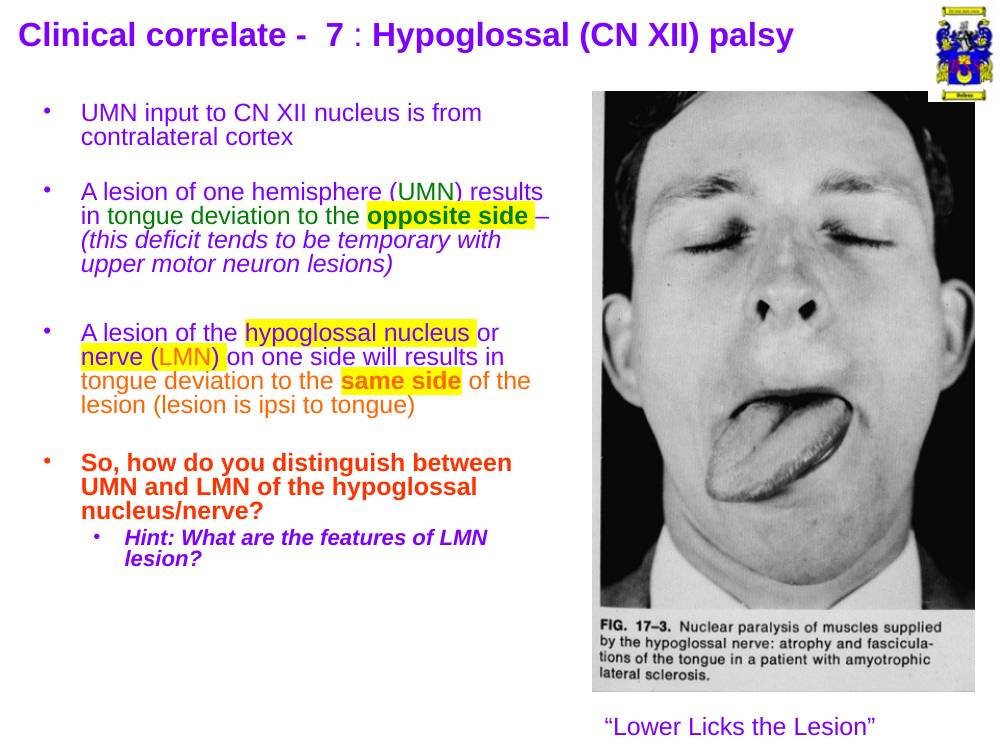 Clinical correlate -  7 : Hypoglossal (CN XII) palsy
• UMN input to CN XII nucleus is from
contralateral cortex
• A lesion of one hemisphere (UMN) results
in tongue deviation to the opposite side –
(this deficit tends to be temporary with
upper motor neuron lesions)
• A lesion of the hypoglossal nucleus or
nerve (LMN) on one side will results in
tongue deviation to the same side of the
lesion (lesion is ipsi to tongue)
• So, how do you distinguish between
UMN and LMN of the hypoglossal
nucleus/nerve?
• Hint: What are the features of LMN
lesion?
FIG. 17–3. Nuclear paralysis of muscles supplied
by the hypoglossal nerve: atrophy and fascicula-
tions of the tongue in a patient with amyotrophic
lateral sclerosis.
“Lower Licks the Lesion”